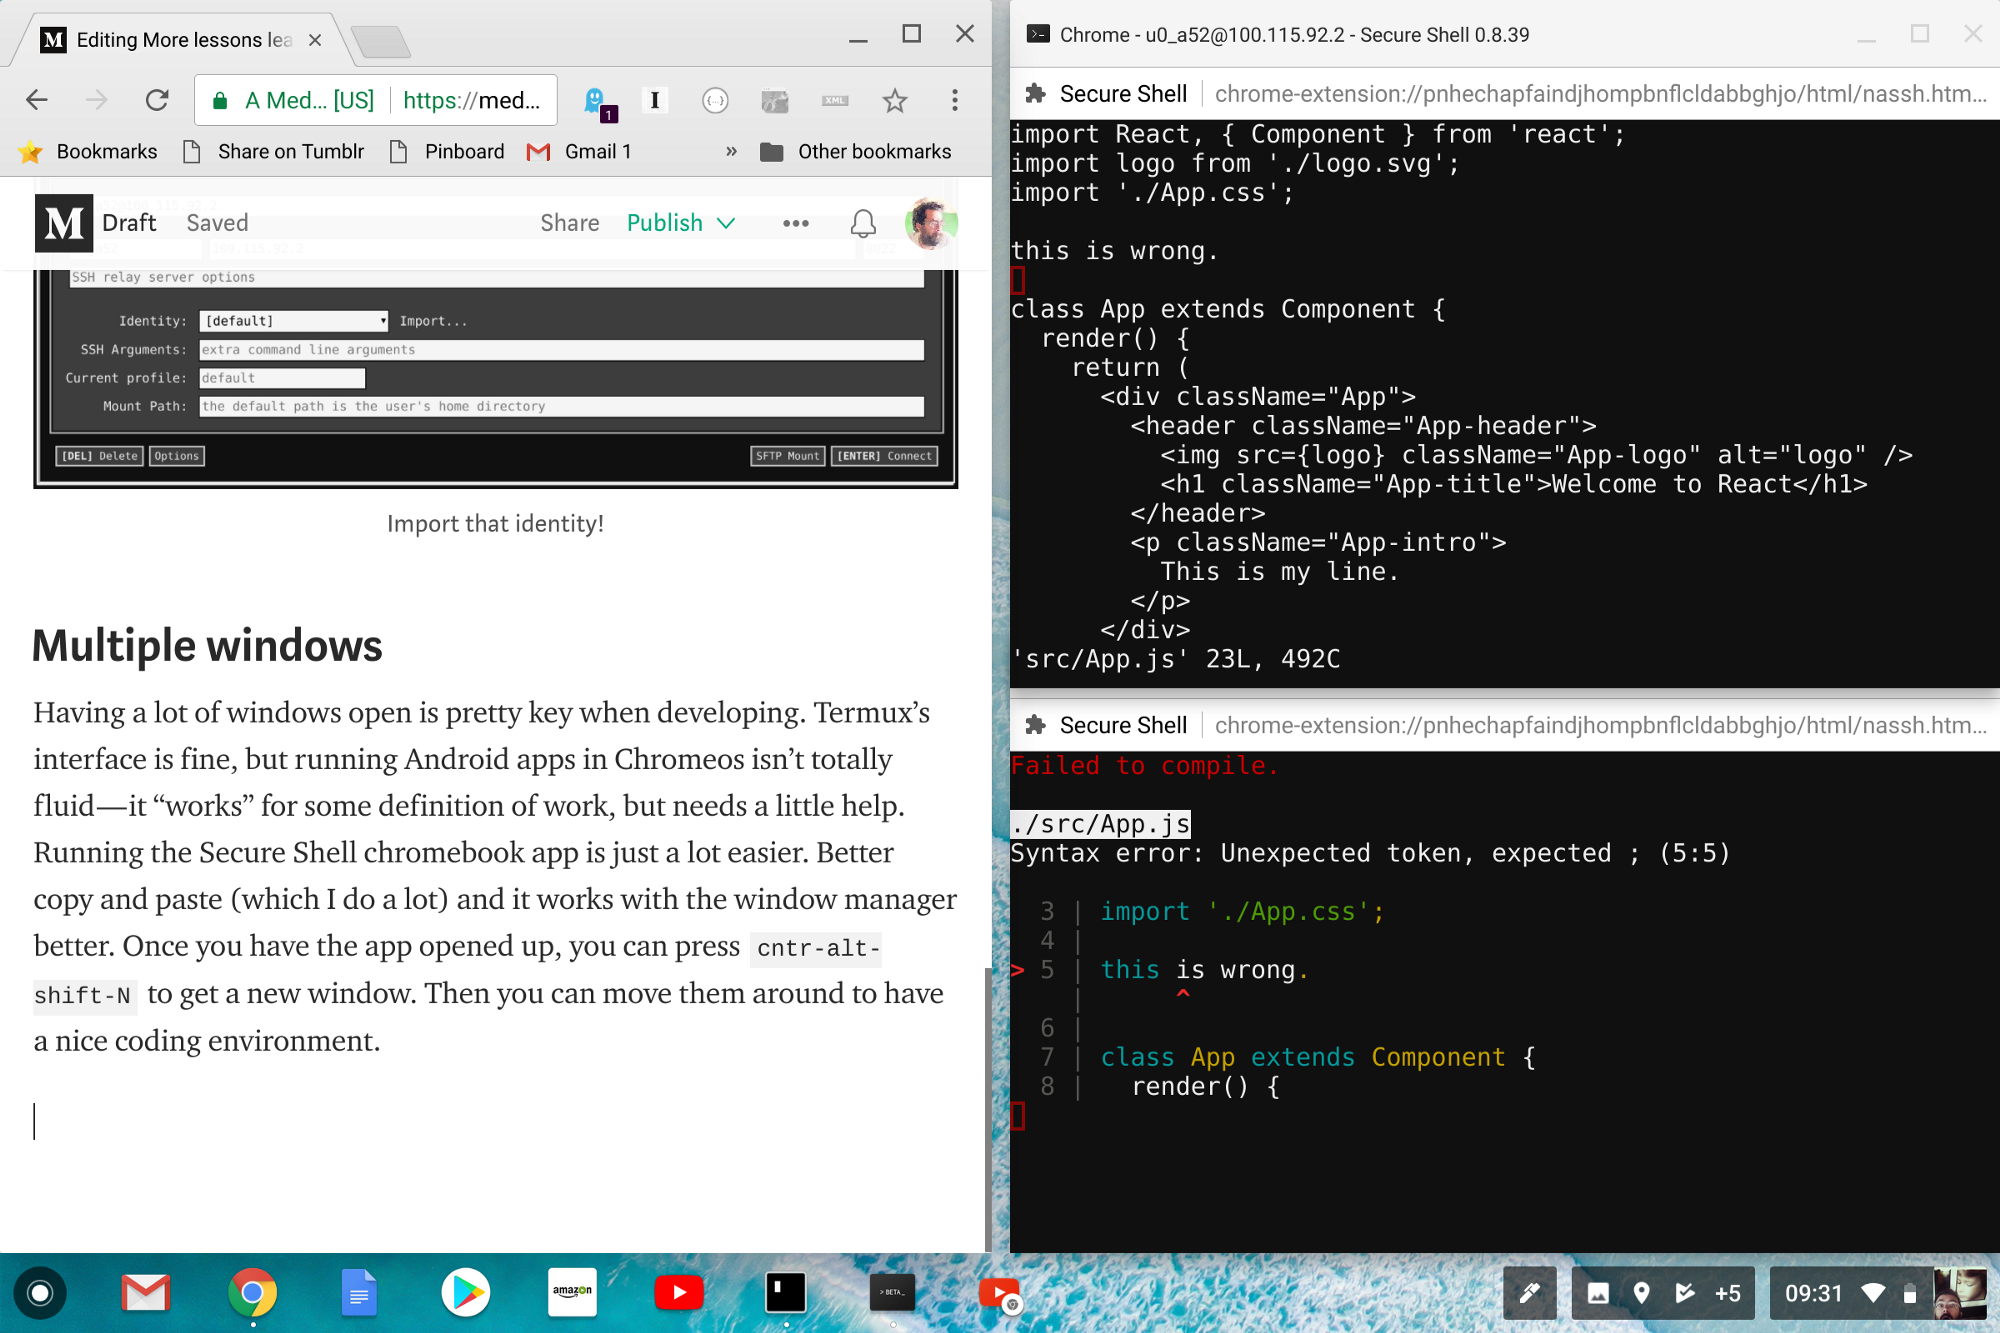 Editing More lessons lea
A Med... [US]
https://med...
1
I
{...}
XML
Bookmarks
Share on Tumblr
Pinboard
Gmail 1
»
Other bookmarks
M
Draft
Saved
Share
Publish
100.115.92.2
SSH relay server options
Identity: [default] Import...
SSH Arguments: extra command line arguments
Current profile: default
Mount Path: the default path is the user's home directory
[DEL] Delete
Options
SFTP Mount
[ENTER] Connect
Import that identity!
Multiple windows
Having a lot of windows open is pretty key when developing. Termux’s
interface is fine, but running Android apps in Chromeos isn’t totally
fluid—it “works” for some definition of work, but needs a little help.
Running the Secure Shell chromebook app is just a lot easier. Better
copy and paste (which I do a lot) and it works with the window manager
better. Once you have the app opened up, you can press cntr-alt-
shift-N to get a new window. Then you can move them around to have
a nice coding environment.
Chrome - u0_a52@100.115.92.2 - Secure Shell 0.8.39
Secure Shell
chrome-extension://pnhechapfaindjhompbnflcldabbghjo/html/nassh.htm...
import React, { Component } from 'react';
import logo from './logo.svg';
import './App.css';
this is wrong.
class App extends Component {
  render() {
    return (
      <div className="App">
        <header className="App-header">
          <img src={logo} className="App-logo" alt="logo" />
          <h1 className="App-title">Welcome to React</h1>
        </header>
        <p className="App-intro">
          This is my line.
        </p>
      </div>
'src/App.js' 23L, 492C
Secure Shell
chrome-extension://pnhechapfaindjhompbnflcldabbghjo/html/nassh.htm...
Failed to compile.
./src/App.js
Syntax error: Unexpected token, expected ; (5:5)
  3 | import './App.css';
  4 |
> 5 | this is wrong.
    |      ^
  6 |
  7 | class App extends Component {
  8 |   render() {
amazon
> BETA_
+5
09:31